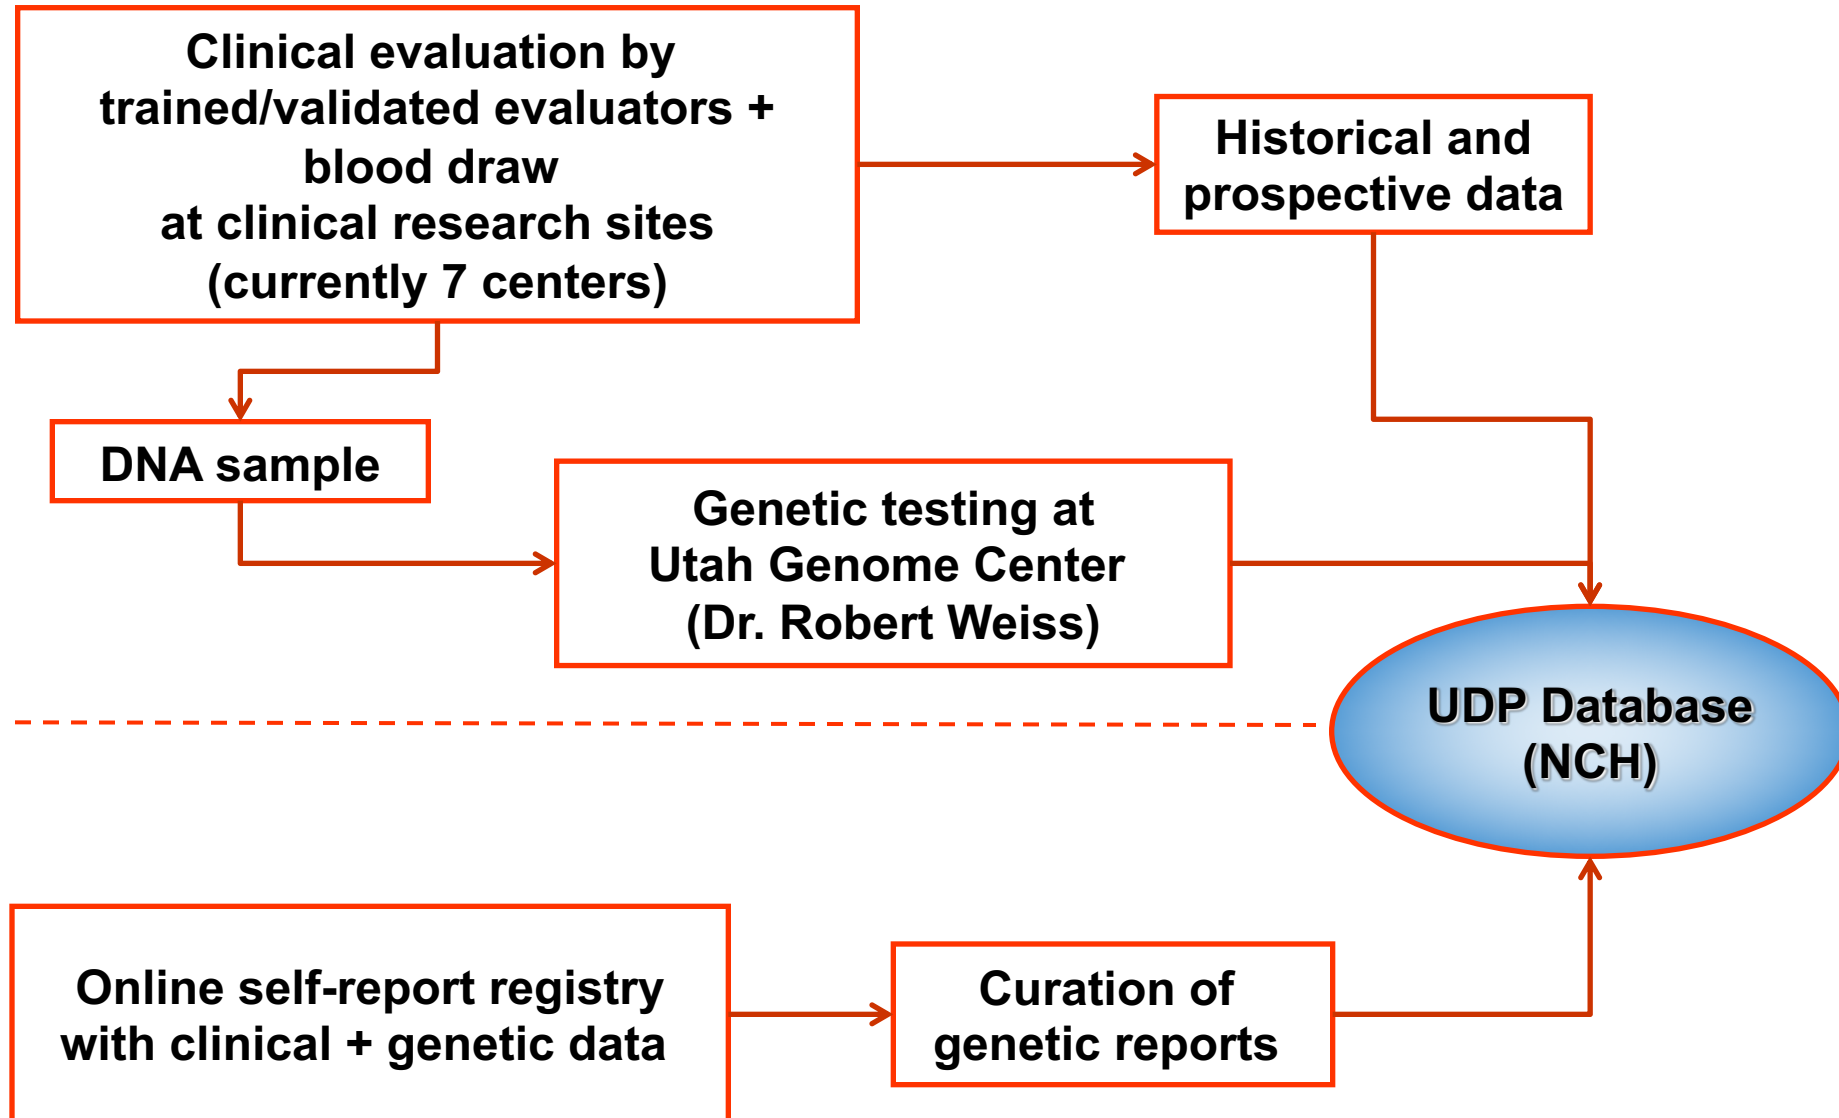 Clinical evaluation by
trained/validated evaluators +
blood draw
at clinical research sites
(currently 7 centers)
Historical and
prospective data
DNA sample
Genetic testing at
Utah Genome Center
(Dr. Robert Weiss)
UDP Database
(NCH)
Online self-report registry
with clinical + genetic data
Curation of
genetic reports